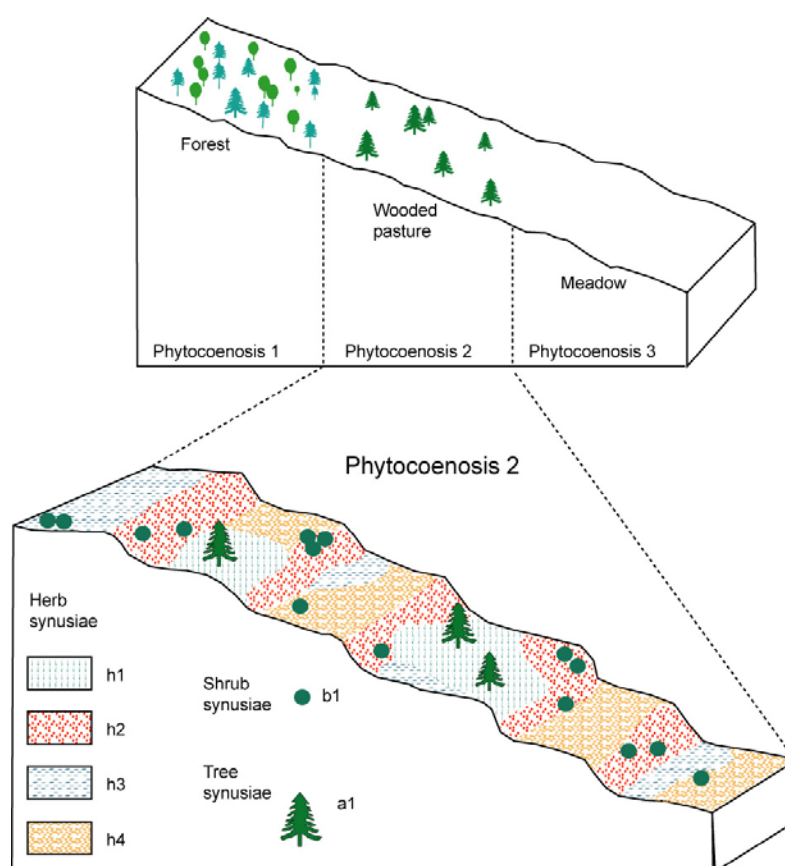 Forest
Wooded
pasture
Meadow
Phytocoenosis 1
Phytocoenosis 2
Phytocoenosis 3
Phytocoenosis 2
Herb
synusiae
h1
h2
h3
h4
Shrub
synusiae
b1
Tree
synusiae
a1